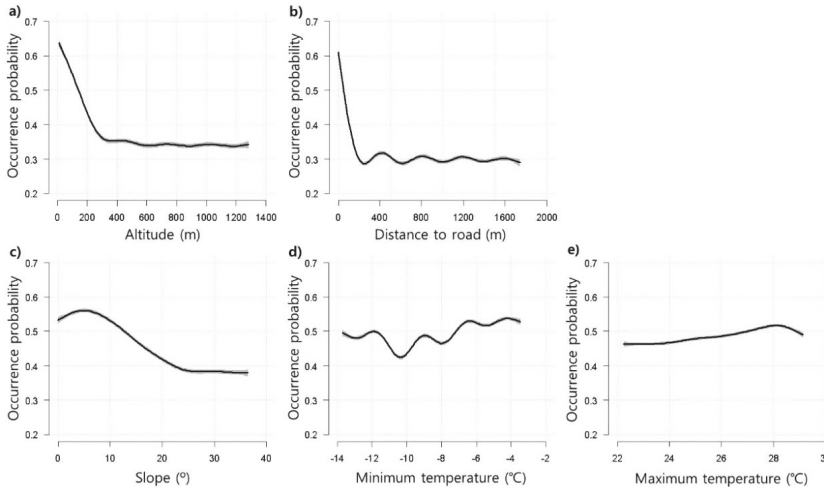 a)
0.7
0.6
0.5
0.4
0.3
0.2
Occurrence probability
0 200 400 600 800 1000 1200 1400
Altitude (m)
b)
0.7
0.6
0.5
0.4
0.3
0.2
Occurrence probability
0 400 800 1200 1600 2000
Distance to road (m)
c)
0.7
0.6
0.5
0.4
0.3
0.2
Occurrence probability
0 10 20 30 40
Slope (º)
d)
0.7
0.6
0.5
0.4
0.3
0.2
Occurrence probability
-14 -12 -10 -8 -6 -4 -2
Minimum temperature (℃)
e)
0.7
0.6
0.5
0.4
0.3
0.2
Occurrence probability
22 24 26 28
Maximum temperature (℃)